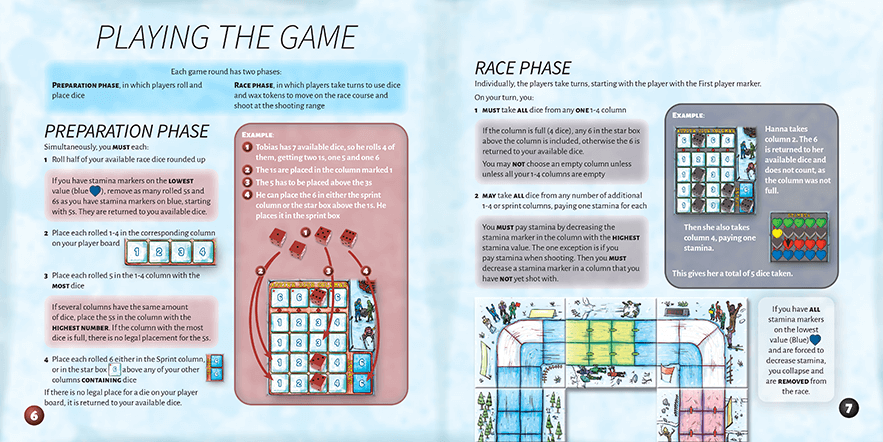 PLAYING THE GAME
Each game round has two phases:
PREPARATION PHASE, in which players roll and
place dice
RACE PHASE, in which players take turns to use dice
and wax tokens to move on the race course and
shoot at the shooting range
PREPARATION PHASE
Simultaneously, you MUST each:
1 Roll half of your available race dice rounded up
If you have stamina markers on the LOWEST
value (blue), remove as many rolled 5s and
6s as you have stamina markers on blue, starting
with 5s. They are returned to you available dice.
2 Place each rolled 1-4 in the corresponding column
on your player board
1 2 3 4
3 Place each rolled 5 in the 1-4 column with the
MOST dice
If several columns have the same amount
of dice, place the 5s in the column with the
HIGHEST NUMBER. If the column with the most
dice is full, there is no legal placement for the 5s.
4 Place each rolled 6 either in the Sprint column,
or in the star box above any of your other
columns CONTAINING dice
If there is no legal place for a die on your player
board, it is returned to your available dice.
EXAMPLE:
1 Tobias has 7 available dice, so he rolls 4 of
them, getting two 1s, one 5 and one 6
2 The 1s are placed in the column marked 1
3 The 5 has to be placed above the 3s
4 He can place the 6 in either the sprint
column or the star box above the 1s. He
places it in the sprint box
1
2
3
4
6
RACE PHASE
Individually, the players take turns, starting with the player with the First player marker.
On your turn, you:
1 MUST take ALL dice from any ONE 1-4 column
If the column is full (4 dice), any 6 in the star box
above the column is included, otherwise the 6 is
returned to your available dice.
You may NOT choose an empty column unless
unless all 1-4 columns are empty
2 MAY take ALL dice from any number of additional
1-4 or sprint columns, paying one stamina for each
You MUST pay stamina by decreasing the
stamina marker in the column with the HIGHEST
stamina value. The one exception is if you
pay stamina when shooting. Then you MUST
decrease a stamina marker in a column that you
have NOT yet shot with.
EXAMPLE:
Hanna takes
column 2. The 6
is returned to her
available dice and
does not count, as
the column was not
full.
Then she also takes
column 4, paying one
stamina.
This gives her a total of 5 dice taken.
If you have ALL
stamina markers
on the lowest
value (Blue)
and are forced to
decrease stamina,
you collapse and
are REMOVED from
the race.
7